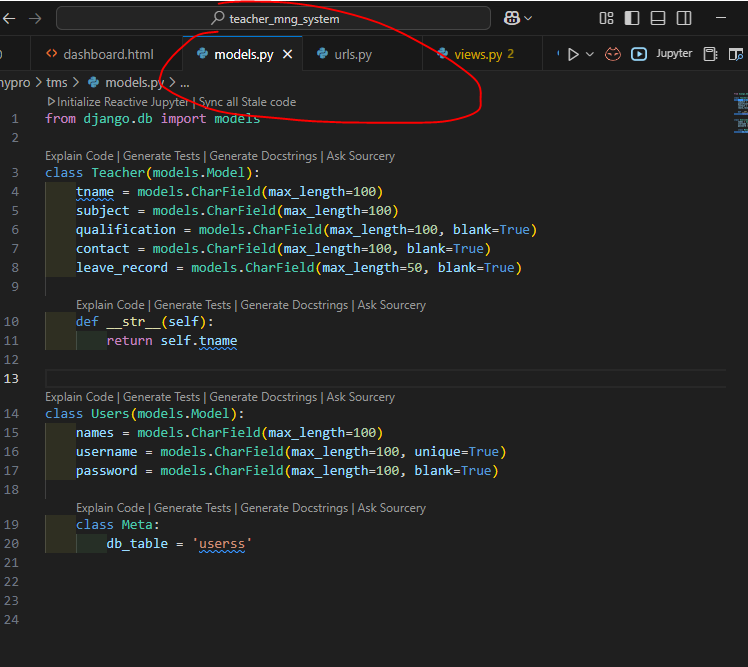 teacher_mng_system
dashboard.html
models.py
urls.py
views.py 2
Jupyter
mypro > tms > models.py > ...
Initialize Reactive Jupyter | Sync all Stale code
1 from django.db import models
2
Explain Code | Generate Tests | Generate Docstrings | Ask Sourcery
3 class Teacher(models.Model):
4 tname = models.CharField(max_length=100)
5 subject = models.CharField(max_length=100)
6 qualification = models.CharField(max_length=100, blank=True)
7 contact = models.CharField(max_length=100, blank=True)
8 leave_record = models.CharField(max_length=50, blank=True)
9
Explain Code | Generate Tests | Generate Docstrings | Ask Sourcery
10 def __str__(self):
11 return self.tname
12
13
Explain Code | Generate Tests | Generate Docstrings | Ask Sourcery
14 class Users(models.Model):
15 names = models.CharField(max_length=100)
16 username = models.CharField(max_length=100, unique=True)
17 password = models.CharField(max_length=100, blank=True)
18
Explain Code | Generate Tests | Generate Docstrings | Ask Sourcery
19 class Meta:
20 db_table = 'userss'
21
22
23
24